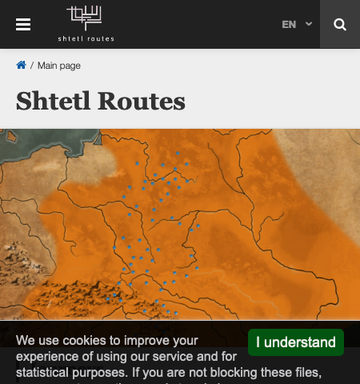 shtetl routes
EN
/ Main page
Shtetl Routes
We use cookies to improve your
experience of using our service and for
statistical purposes. If you are not blocking these files,
I understand